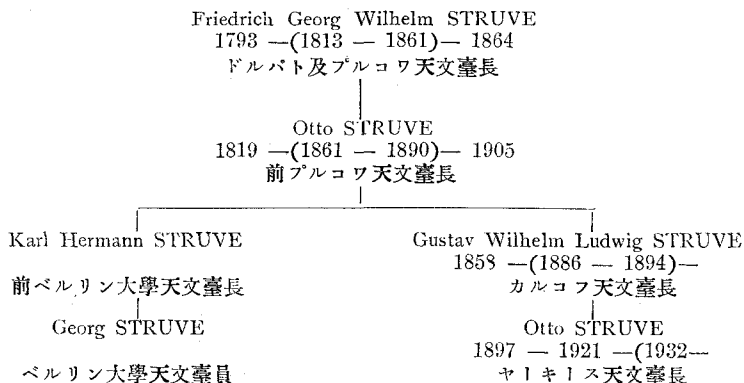 Friedrich Georg Wilhelm STRUVE
1793 —(1813 — 1861)— 1864
ドルパト及プルコワ天文臺長
Otto STRUVE
1819 —(1861 — 1890)— 1905
前プルコワ天文臺長
Karl Hermann STRUVE
前ベルリン大學天文臺長
Georg STRUVE
ベルリン大學天文臺員
Gustav Wilhelm Ludwig STRUVE
1858 —(1886 — 1894)—
カルコフ天文臺長
Otto STRUVE
1897 — 1921 —(1932—
ヤーキース天文臺長